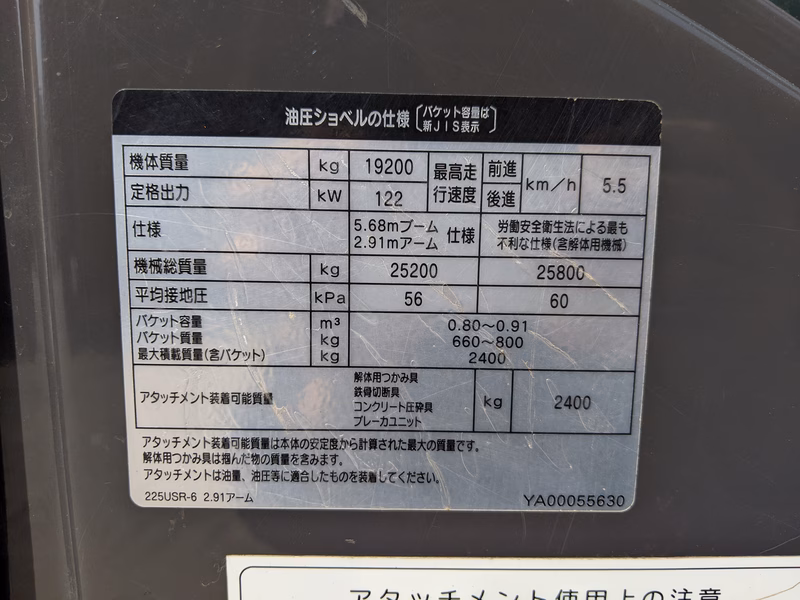 油圧ショベルの仕様〔バケット容量は
新JIS表示〕
機体質量 kg 19200 最高走行速度 前進 km/h 5.5
定格出力 kW 122 後進
仕様 5.68mブーム 仕様 労働安全衛生法による最も
2.91mアーム 不利な仕様(含解体用機械)
機械総質量 kg 25200 25800
平均接地圧 kPa 56 60
バケット容量 m³ 0.80～0.91
バケット質量 kg 660～800
最大積載質量(含バケット) kg 2400
アタッチメント装着可能質量 解体用つかみ具 kg 2400
鉄骨切断具
コンクリート圧砕具
ブレーカユニット
アタッチメント装着可能質量は本体の安定度から計算された最大の質量です。
解体用つかみ具は掴んだ物の質量を含みます。
アタッチメントは油量、油圧等に適合したものを装着してください。
225USR-6 2.91アーム YA00055630
アタッチメント使用上の注意